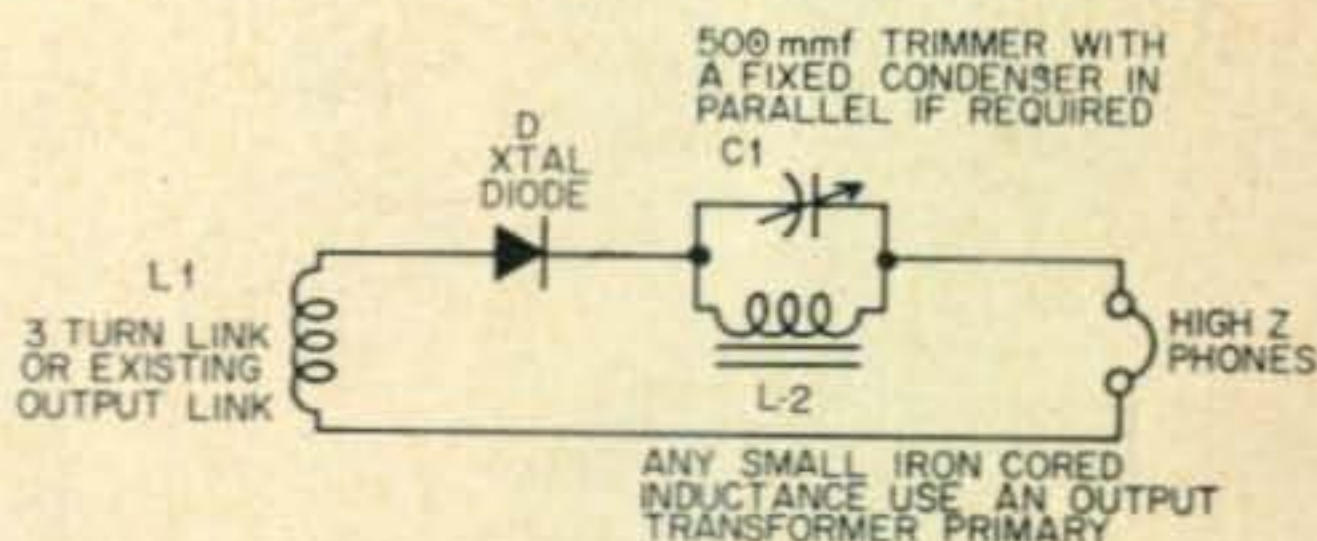 500 mmf TRIMMER WITH
A FIXED CONDENSER IN
PARALLEL IF REQUIRED
C1
D
XTAL
DIODE
L1
3 TURN LINK
OR EXISTING
OUTPUT LINK
HIGH Z
PHONES
L-2
ANY SMALL IRON CORED
INDUCTANCE USE AN OUTPUT
TRANSFORMER PRIMARY